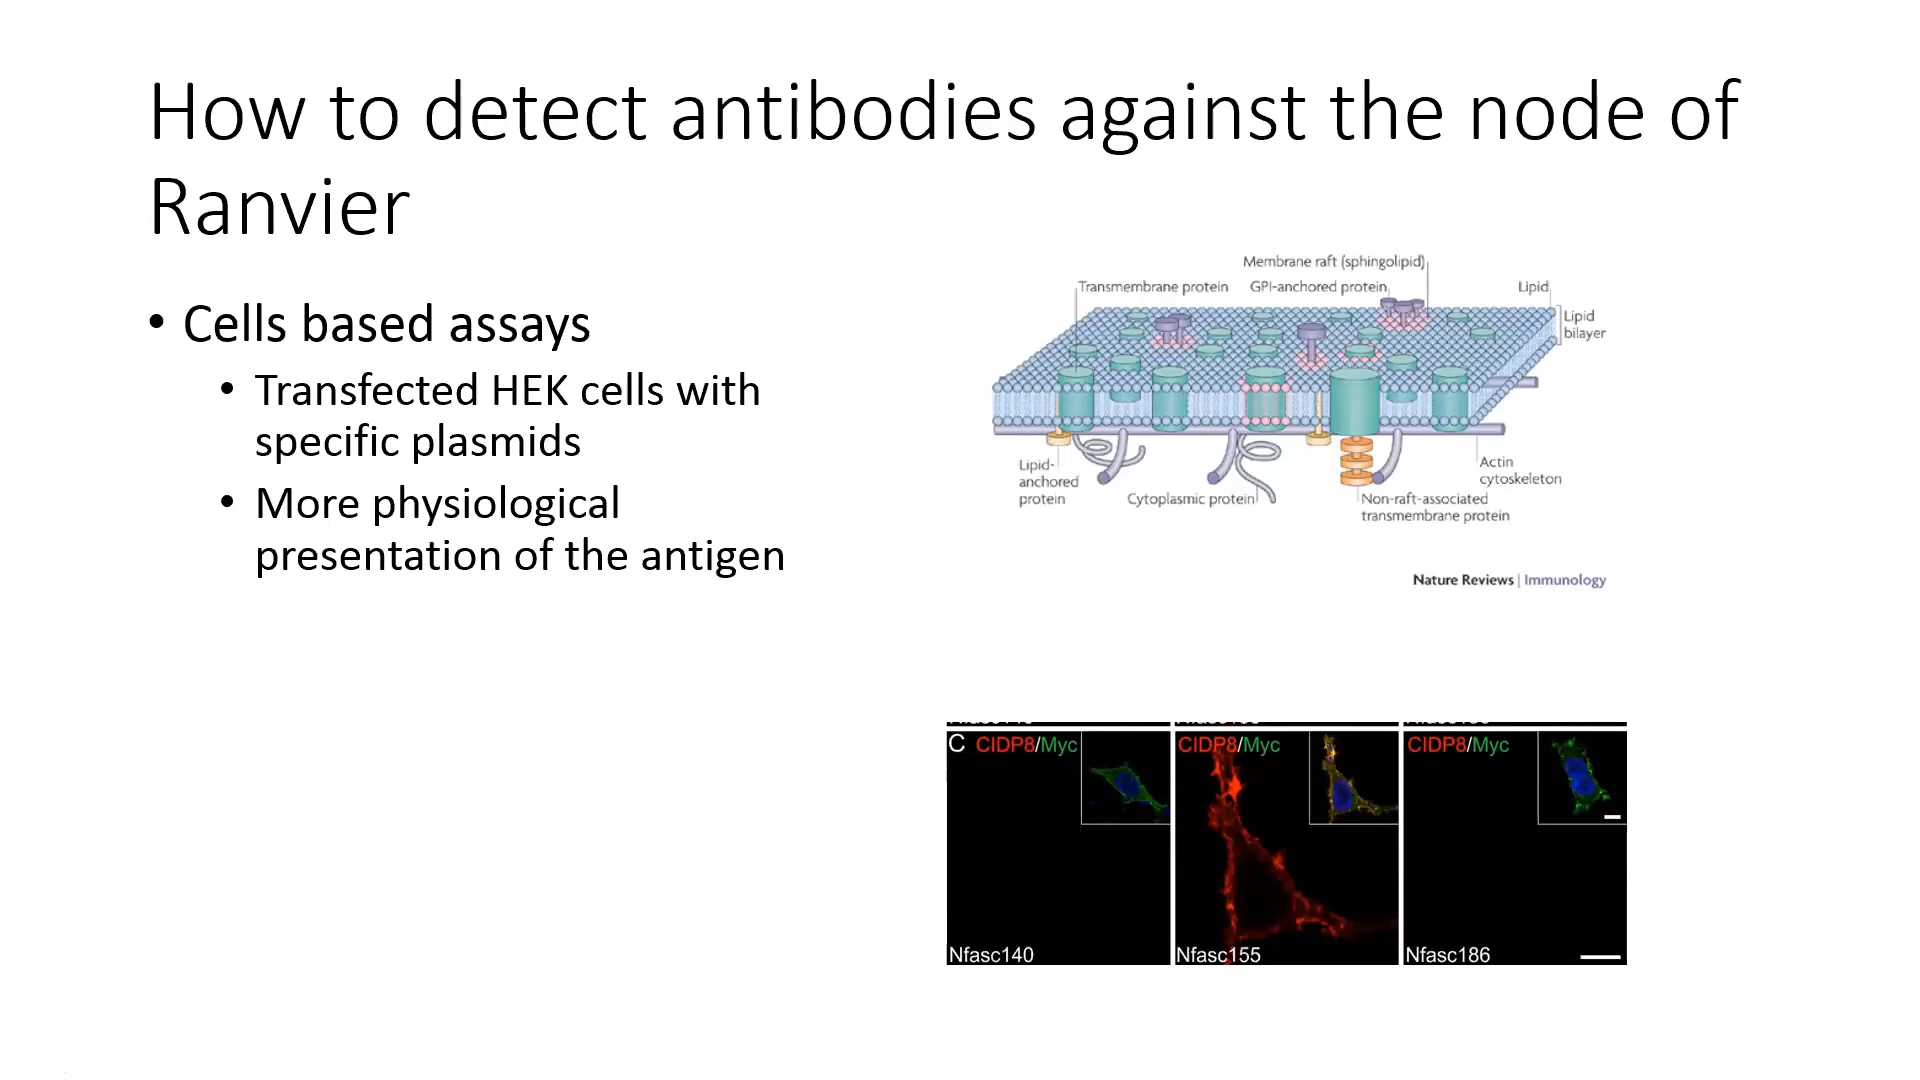 How to detect antibodies against the node of
Ranvier
• Cells based assays
• Transfected HEK cells with
specific plasmids
• More physiological
presentation of the antigen
Membrane raft (sphingolipid)
Transmembrane protein
GPI-anchored protein
Lipid
Lipid
bilayer
Lipid-
anchored
protein
Cytoplasmic protein
Actin
cytoskeleton
Non-raft-associated
transmembrane protein
Nature Reviews | Immunology
C CIDP8/Myc
CIDP8/Myc
CIDP8/Myc
Nfasc140
Nfasc155
Nfasc186